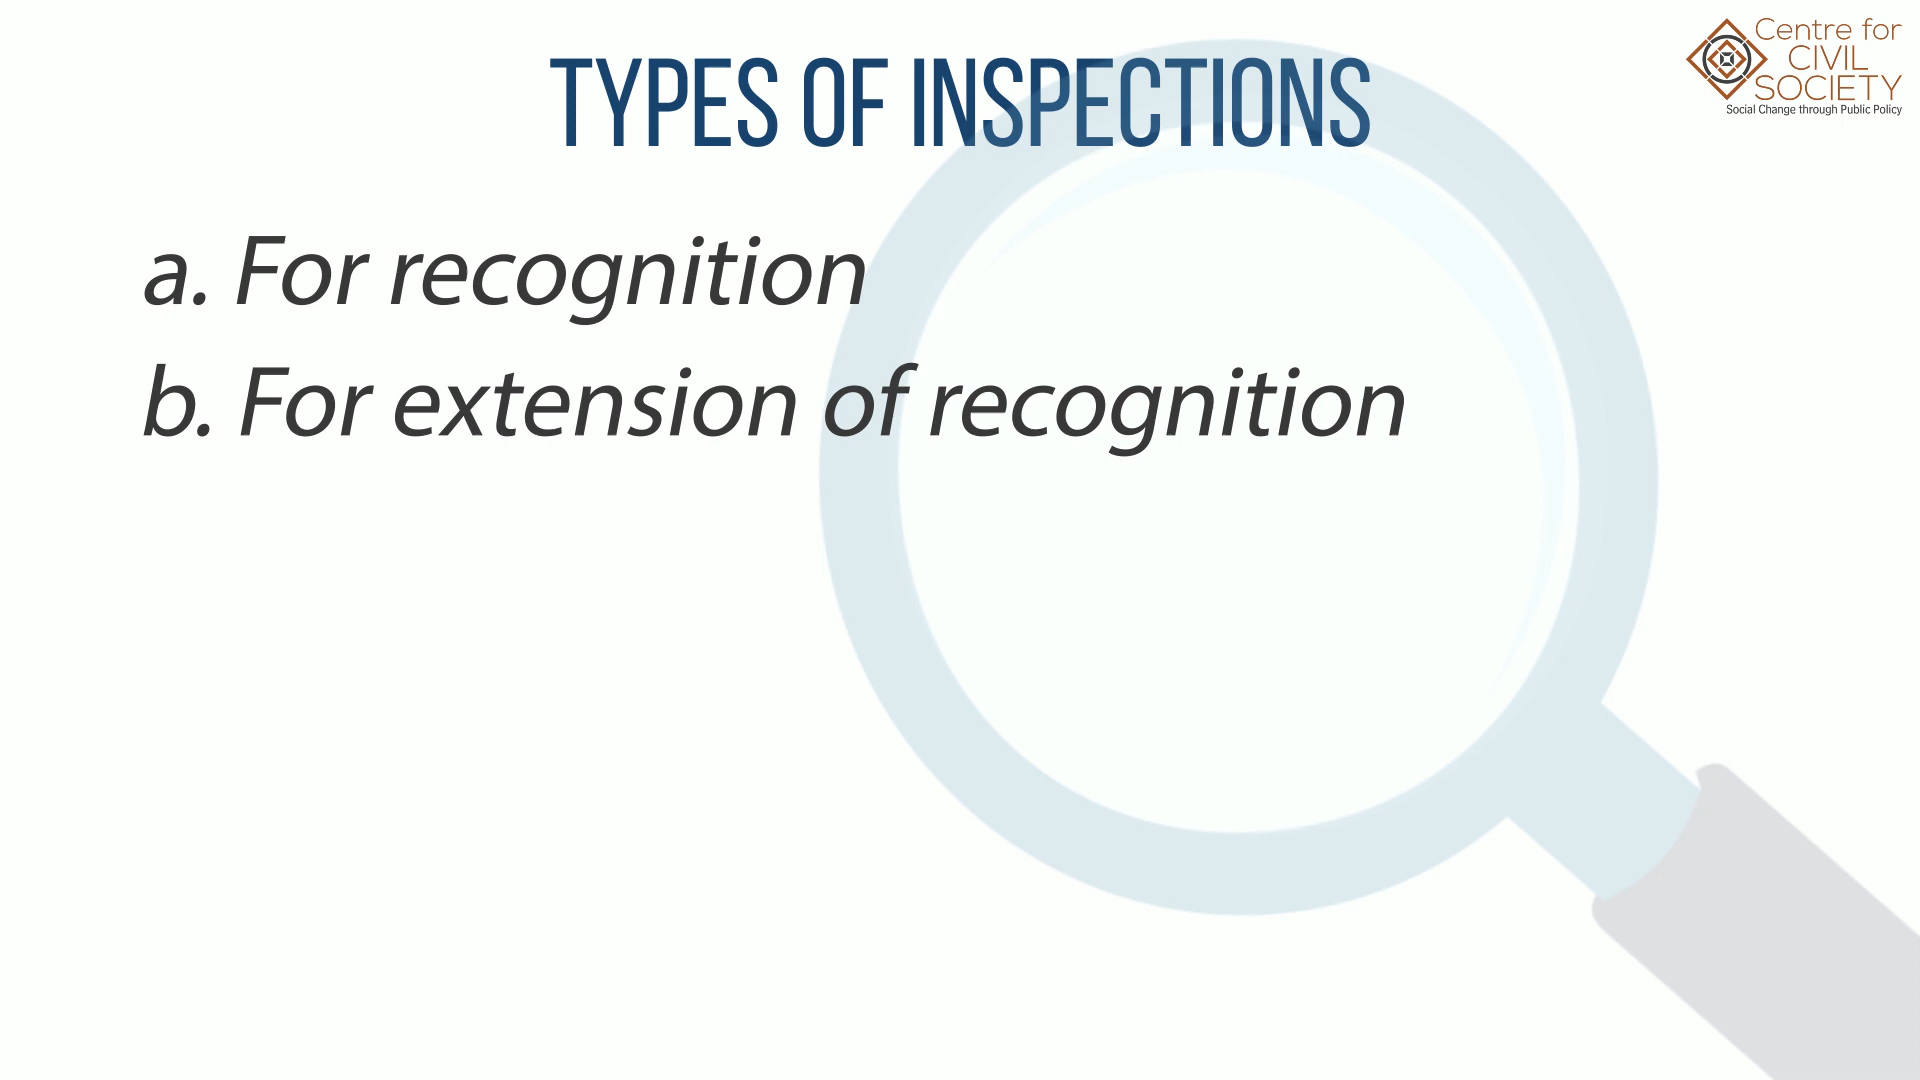 TYPES OF INSPECTIONS
Centre for
CIVIL
SOCIETY
Social Change through Public Policy
a. For recognition
b. For extension of recognition